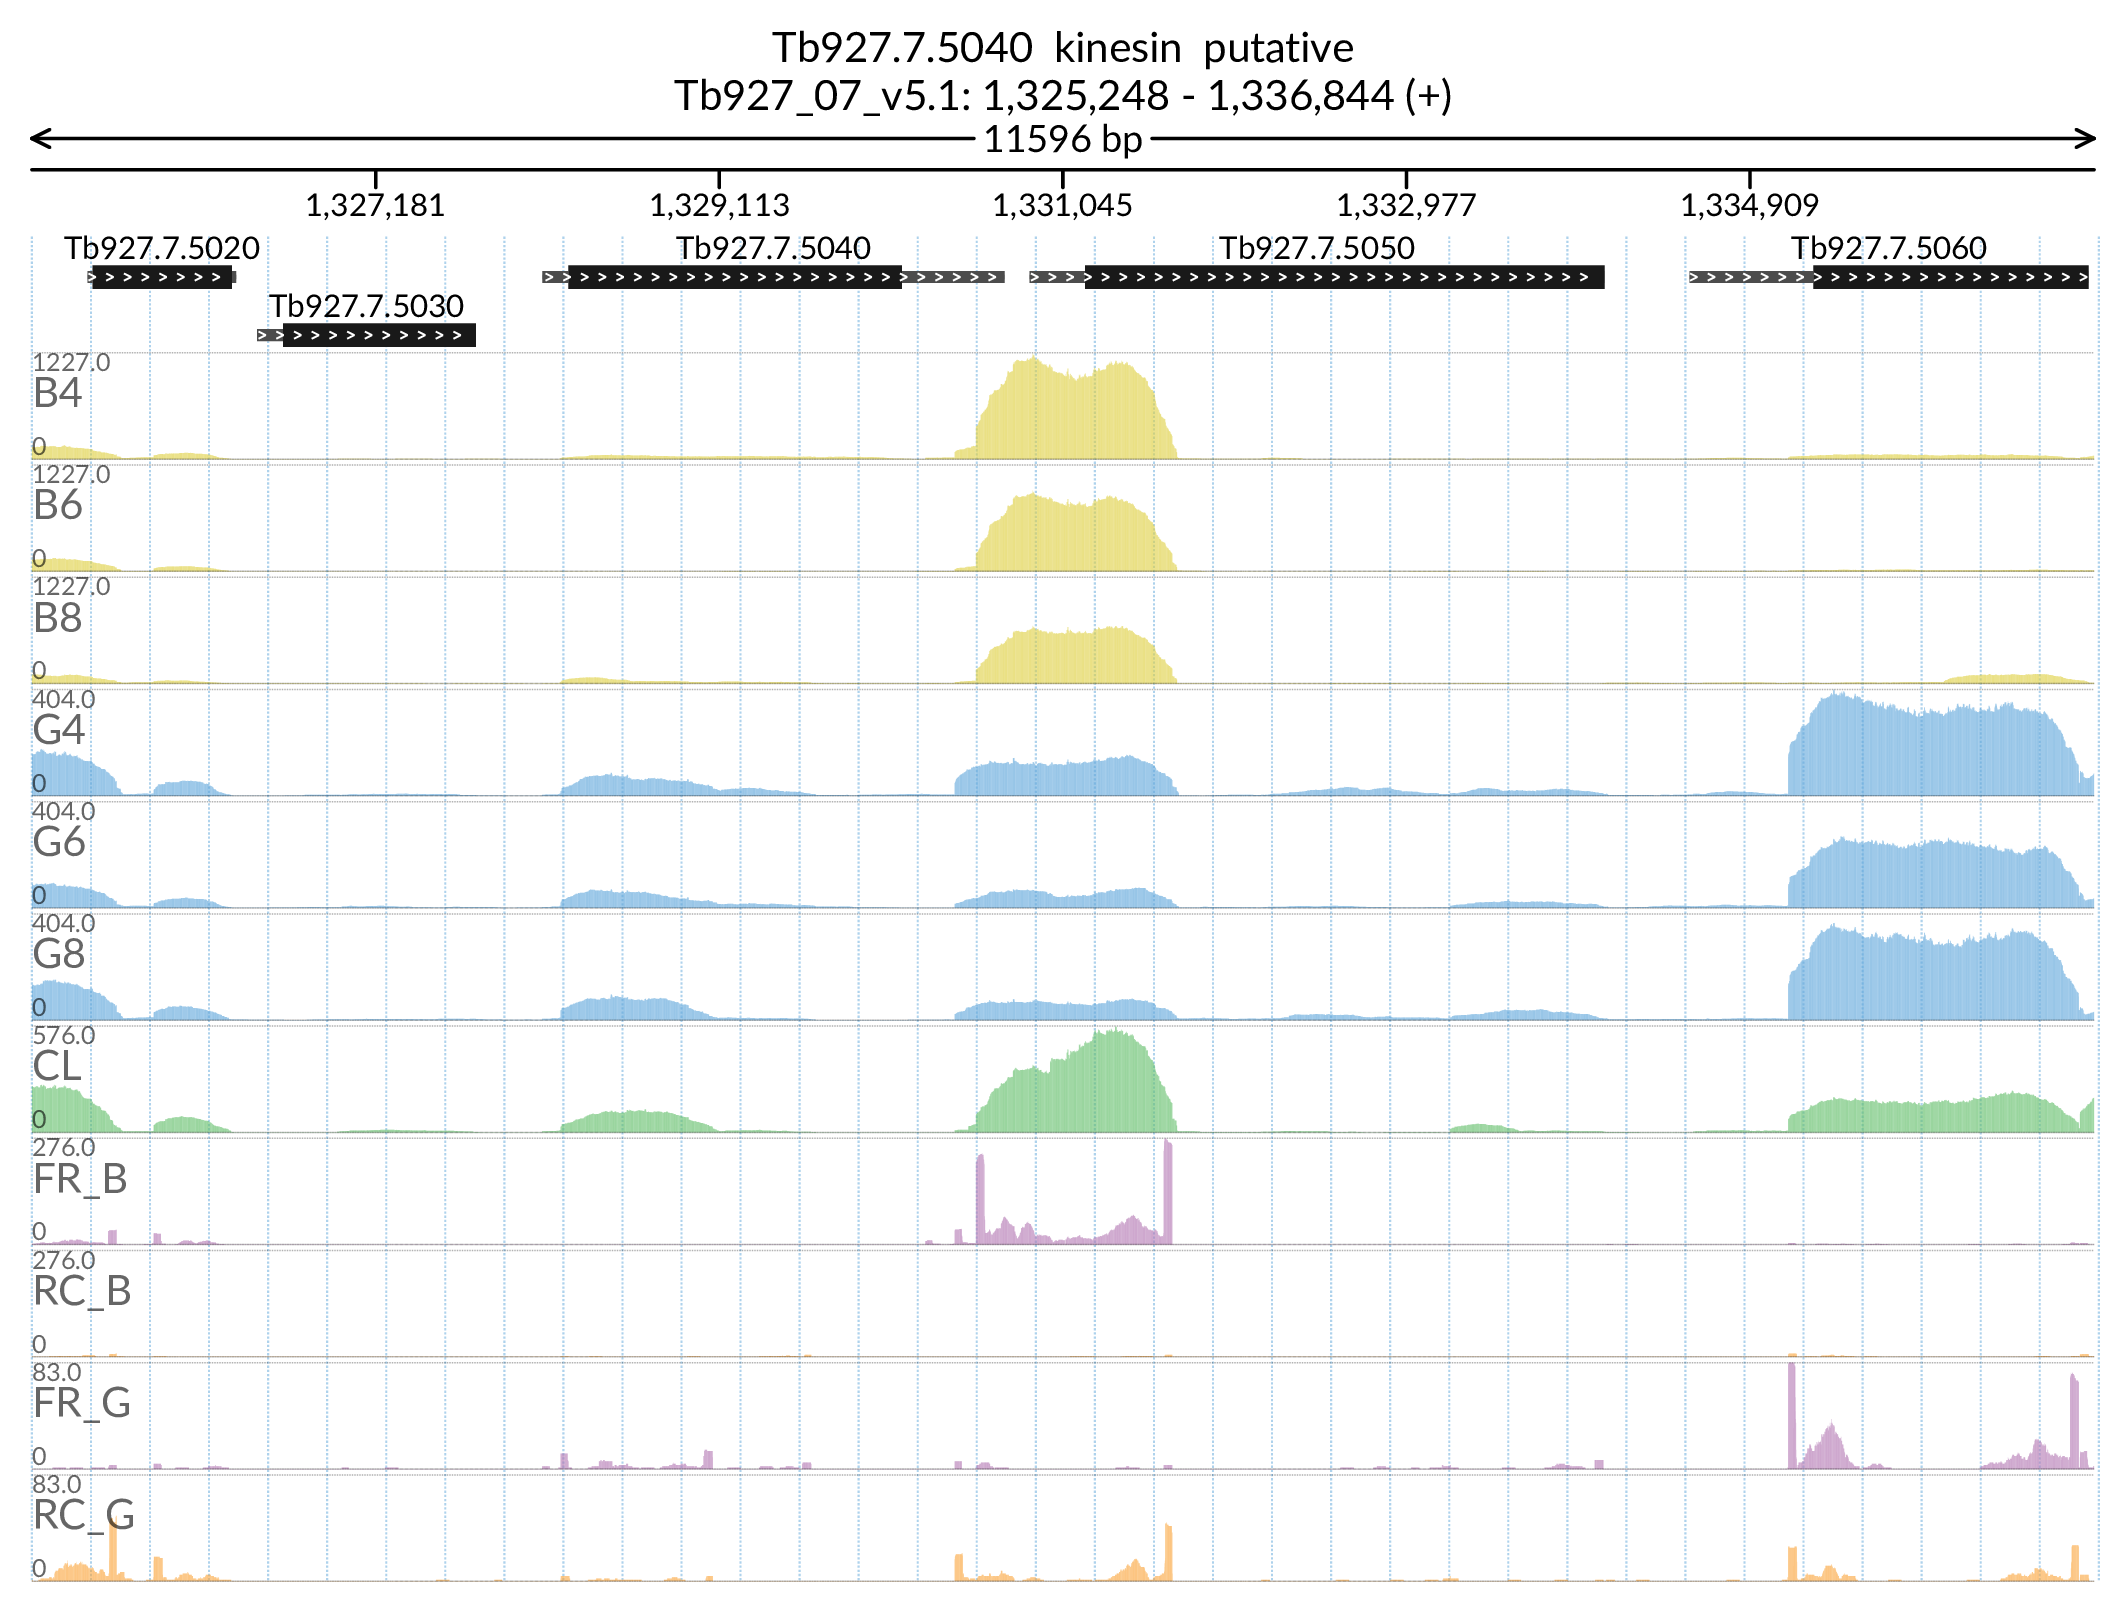 Tb927.7.5040 kinesin putative
Tb927_07_v5.1: 1,325,248 - 1,336,844 (+)
11596 bp
1,327,181 1,329,113 1,331,045 1,332,977 1,334,909
Tb927.7.5020 Tb927.7.5040 Tb927.7.5050 Tb927.7.5060
Tb927.7.5030
1227.0
B4
0
1227.0
B6
0
1227.0
B8
0
404.0
G4
0
404.0
G6
0
404.0
G8
0
576.0
CL
0
276.0
FR_B
0
276.0
RC_B
0
83.0
FR_G
0
83.0
RC_G
0